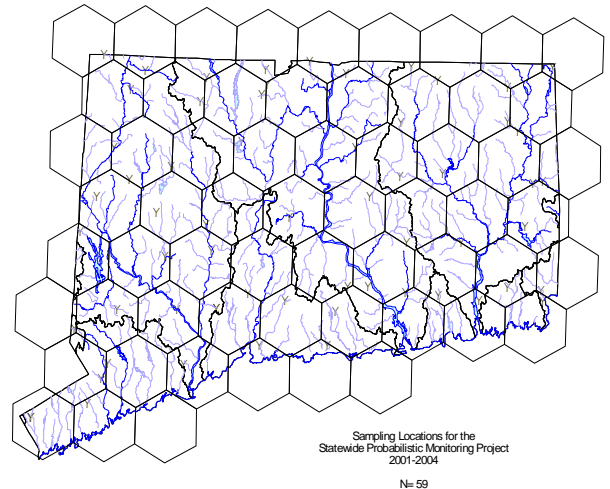 Sampling Locations for the
Statewide Probabilistic Monitoring Project
2001-2004
N= 59